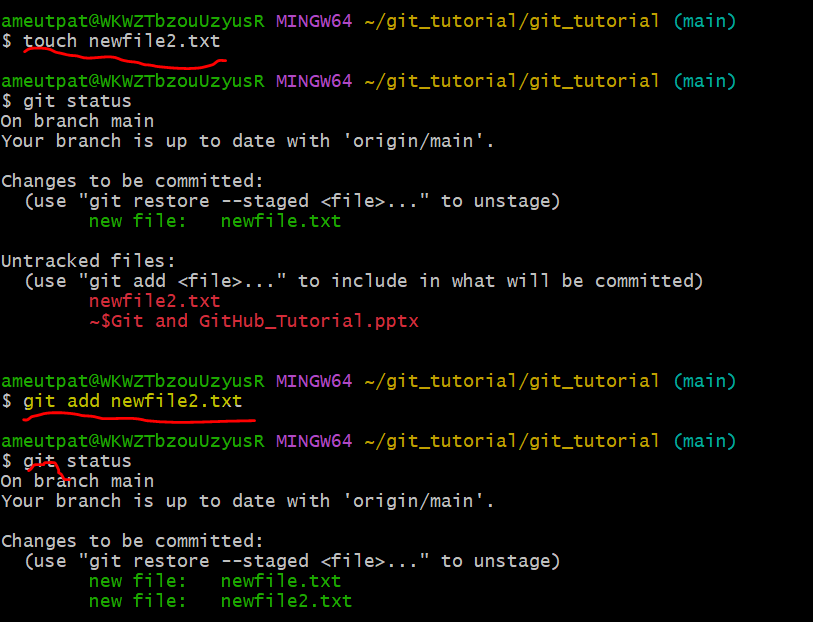 ameutpat@WKWZTbzouUzyusR MINGW64 ~/git_tutorial/git_tutorial (main)
$ touch newfile2.txt
ameutpat@WKWZTbzouUzyusR MINGW64 ~/git_tutorial/git_tutorial (main)
$ git status
On branch main
Your branch is up to date with 'origin/main'.
Changes to be committed:
  (use "git restore --staged <file>..." to unstage)
        new file:   newfile.txt
Untracked files:
  (use "git add <file>..." to include in what will be committed)
        newfile2.txt
        ~$Git and GitHub_Tutorial.pptx
ameutpat@WKWZTbzouUzyusR MINGW64 ~/git_tutorial/git_tutorial (main)
$ git add newfile2.txt
ameutpat@WKWZTbzouUzyusR MINGW64 ~/git_tutorial/git_tutorial (main)
$ git status
On branch main
Your branch is up to date with 'origin/main'.
Changes to be committed:
  (use "git restore --staged <file>..." to unstage)
        new file:   newfile.txt
        new file:   newfile2.txt